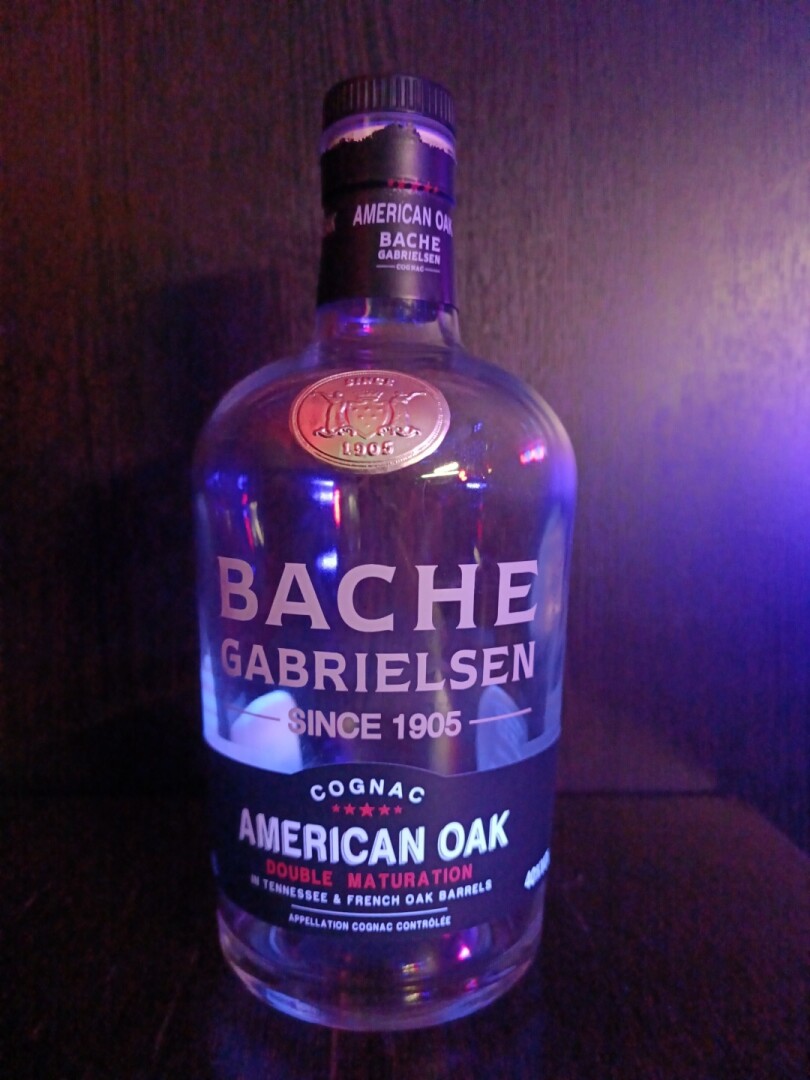 AMERICAN OAK
BACHE
GABRIELSEN
COGNAC
SINCE
1905
BACHE
GABRIELSEN
SINCE 1905
COGNAC
AMERICAN OAK
DOUBLE MATURATION
IN TENNESSEE & FRENCH OAK BARRELS
APPELLATION COGNAC CONTRÔLÉE